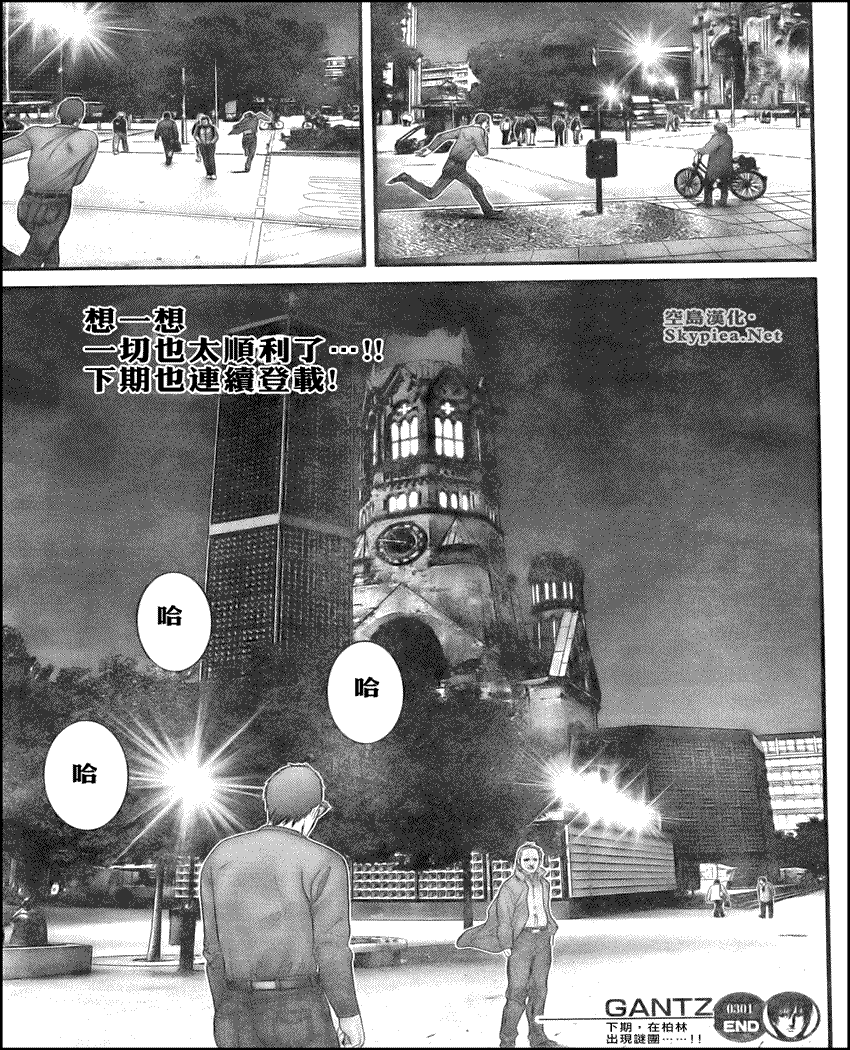 想一想
一切也太順利了…!!
下期也連續登載!
空島漢化·
Skypica.Net
哈
哈
哈
GANTZ
0301
END
下期·在柏林
出現謎團……!!